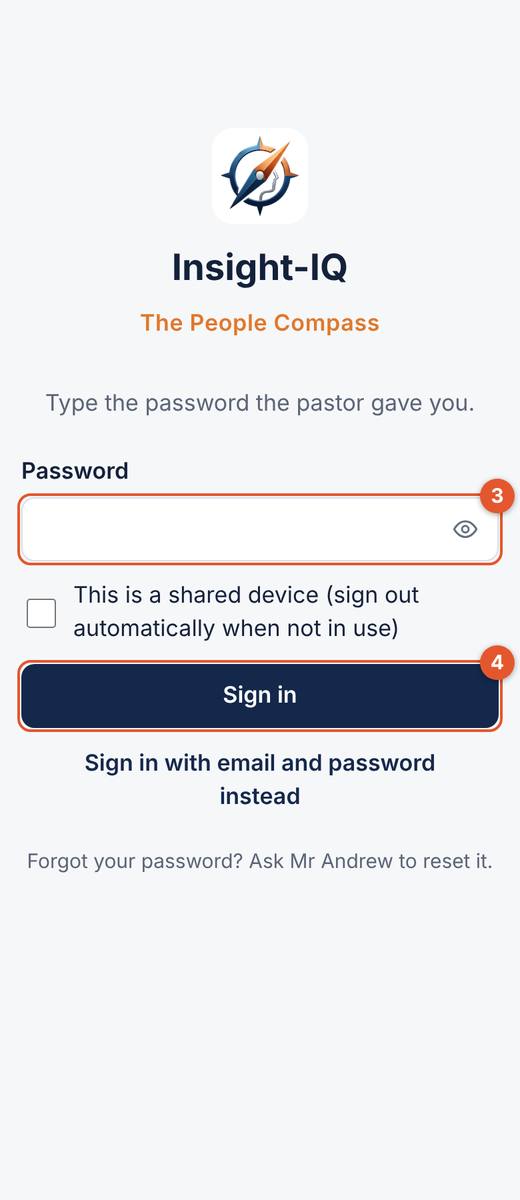 Insight-IQ
The People Compass
Type the password the pastor gave you.
Password
3
This is a shared device (sign out
automatically when not in use)
4
Sign in
Sign in with email and password
instead
Forgot your password? Ask Mr Andrew to reset it.